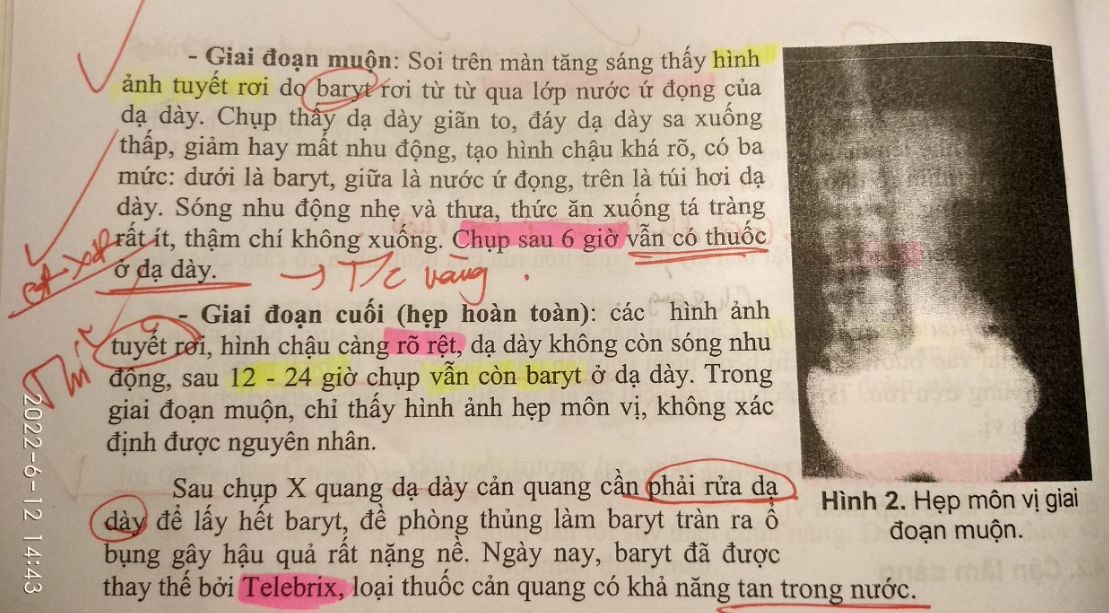 - Giai đoạn muộn: Soi trên màn tăng sáng thấy hình
ảnh tuyết rơi do baryt rơi từ từ qua lớp nước ứ đọng của
dạ dày. Chụp thấy dạ dày giãn to, đáy dạ dày sa xuống
thấp, giảm hay mất nhu động, tạo hình chậu khá rõ, có ba
mức: dưới là baryt, giữa là nước ứ đọng, trên là túi hơi dạ
dày. Sóng nhu động nhẹ và thưa, thức ăn xuống tá tràng
rất ít, thậm chí không xuống. Chụp sau 6 giờ vẫn có thuốc
ở dạ dày.
- Giai đoạn cuối (hẹp hoàn toàn): các hình ảnh
tuyết rơi, hình chậu càng rõ rệt, dạ dày không còn sóng nhu
động, sau 12 - 24 giờ chụp vẫn còn baryt ở dạ dày. Trong
giai đoạn muộn, chỉ thấy hình ảnh hẹp môn vị, không xác
định được nguyên nhân.
Sau chụp X quang dạ dày cản quang cần phải rửa dạ
dày để lấy hết baryt, đề phòng thủng làm baryt tràn ra ổ
bụng gây hậu quả rất nặng nề. Ngày nay, baryt đã được
thay thế bởi Telebrix, loại thuốc cản quang có khả năng tan trong nước.
Hình 2. Hẹp môn vị giai
đoạn muộn.
→ T/c vàng.
2022-6-12 14:43